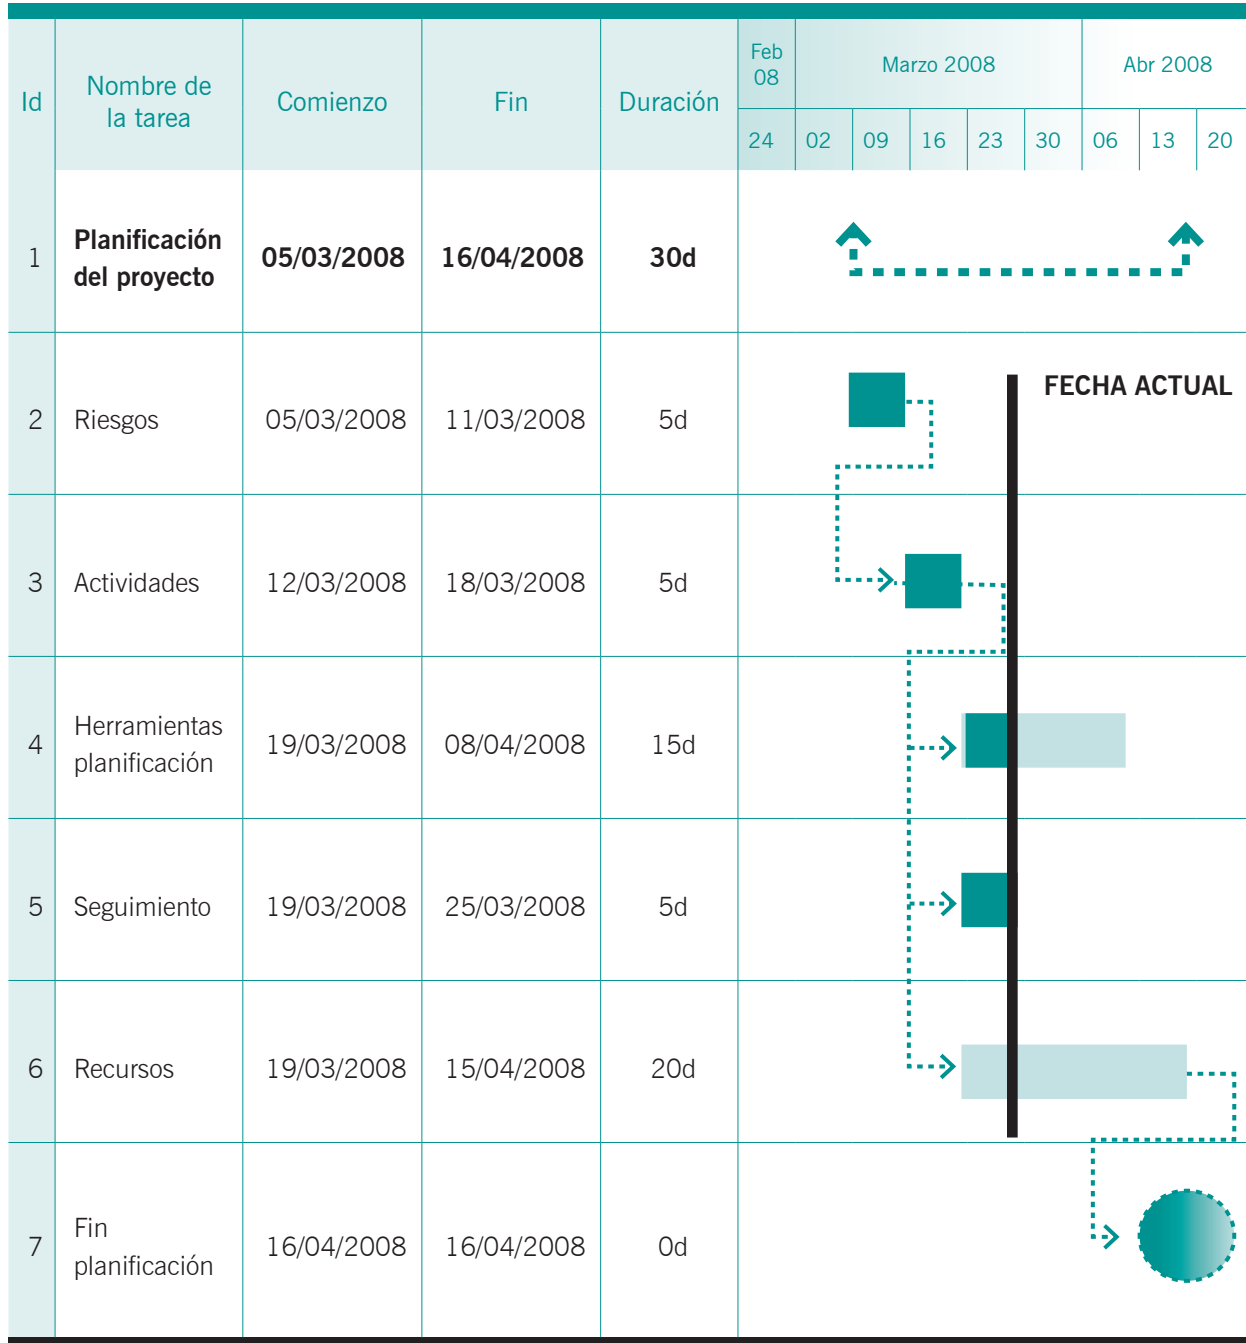 Id
Nombre de
la tarea
Comienzo
Fin
Duración
Feb
08
Marzo 2008
Abr 2008
24 02 09 16 23 30 06 13 20
1
Planificación
del proyecto
05/03/2008
16/04/2008
30d
FECHA ACTUAL
2
Riesgos
05/03/2008
11/03/2008
5d
3
Actividades
12/03/2008
18/03/2008
5d
4
Herramientas
planificación
19/03/2008
08/04/2008
15d
5
Seguimiento
19/03/2008
25/03/2008
5d
6
Recursos
19/03/2008
15/04/2008
20d
7
Fin
planificación
16/04/2008
16/04/2008
0d